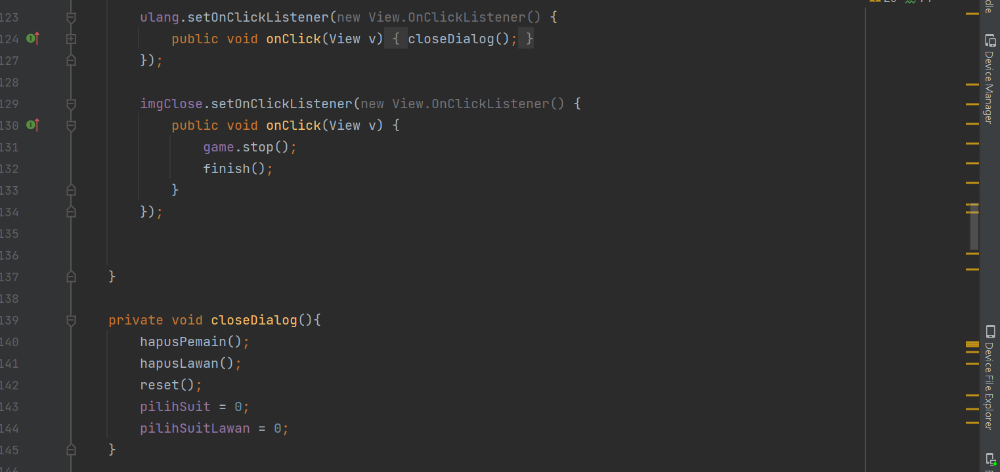 123 ulang.setOnClickListener(new View.OnClickListener() {
124 public void onClick(View v) { closeDialog(); }
127 });
128
129 imgClose.setOnClickListener(new View.OnClickListener() {
130 public void onClick(View v) {
131 game.stop();
132 finish();
133 }
134 });
135
136
137 }
138
139 private void closeDialog(){
140 hapusPemain();
141 hapusLawan();
142 reset();
143 pilihSuit = 0;
144 pilihSuitLawan = 0;
145 }
Device Manager
Device File Explorer